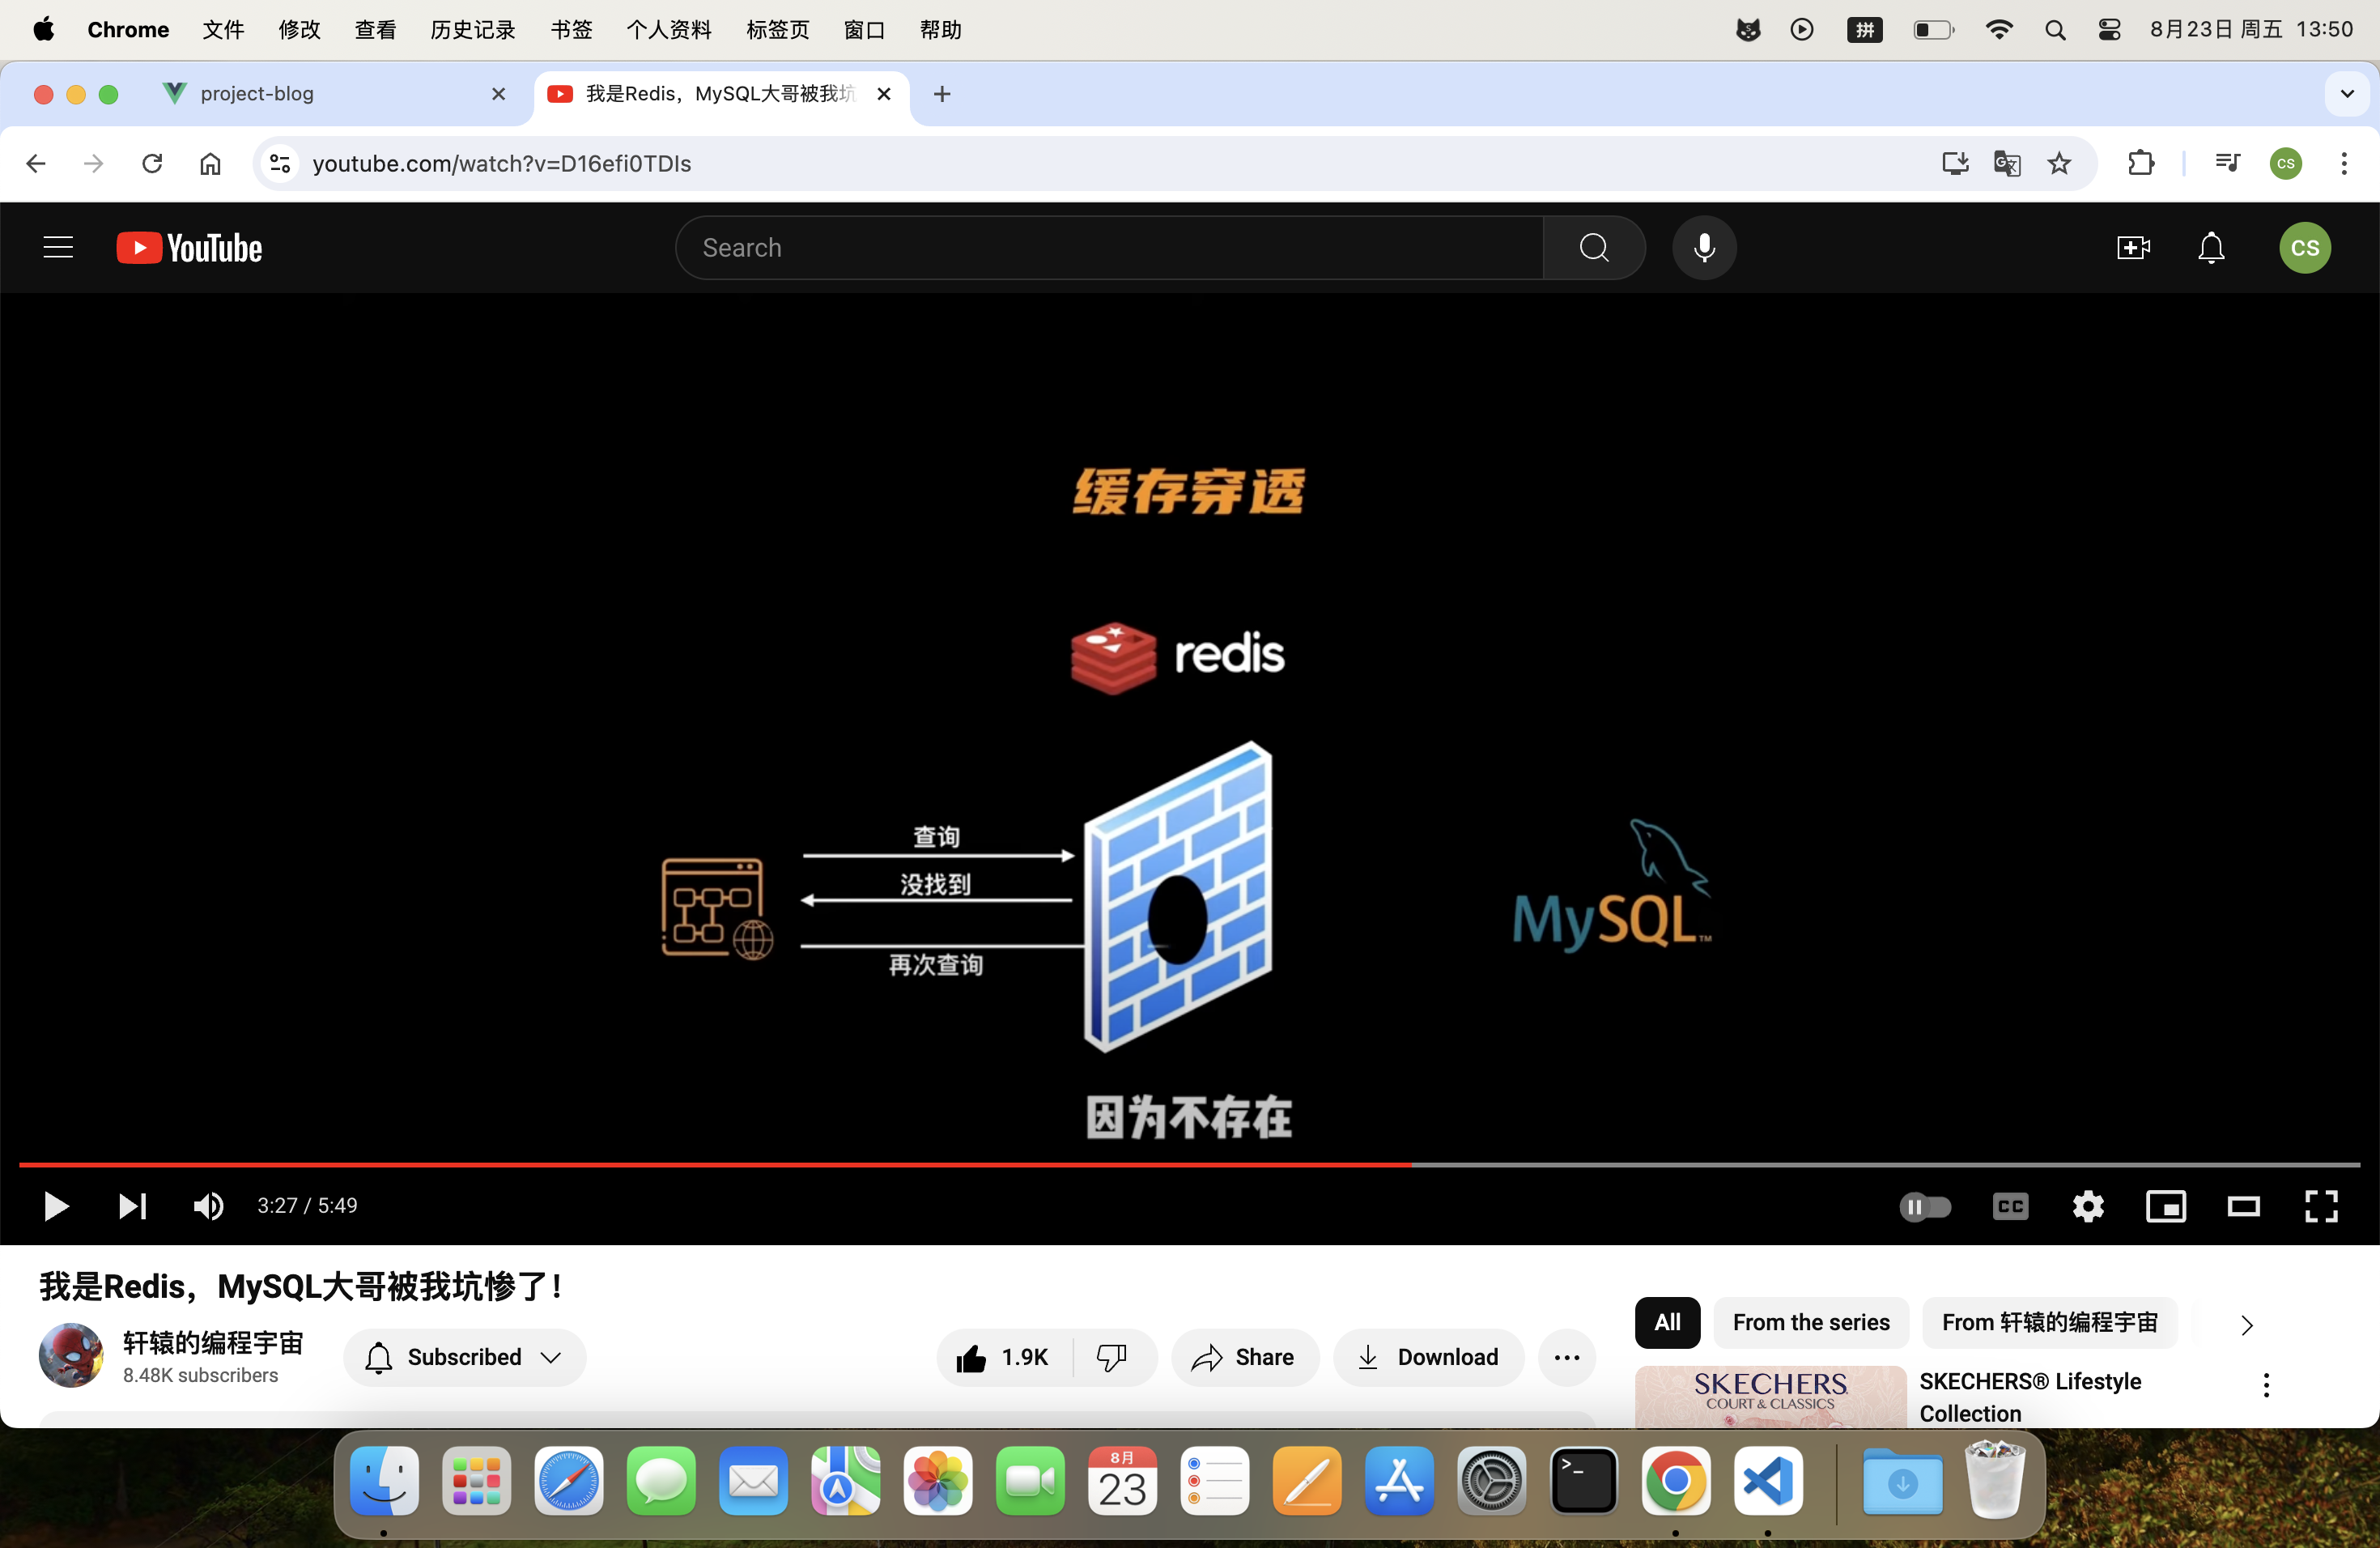 Chrome 文件 修改 查看 历史记录 书签 个人资料 标签页 窗口 帮助 拼 8月23日 周五 13:50
project-blog 我是Redis，MySQL大哥被我坑
youtube.com/watch?v=D16efi0TDIs CS
YouTube Search CS
缓存穿透
redis
查询
没找到
再次查询
MySQL™
因为不存在
3:27 / 5:49 CC
我是Redis，MySQL大哥被我坑惨了！
轩辕的编程宇宙
8.48K subscribers
Subscribed
1.9K Share Download
All From the series From 轩辕的编程宇宙
SKECHERS
COURT & CLASSICS
SKECHERS® Lifestyle
Collection
8月
23